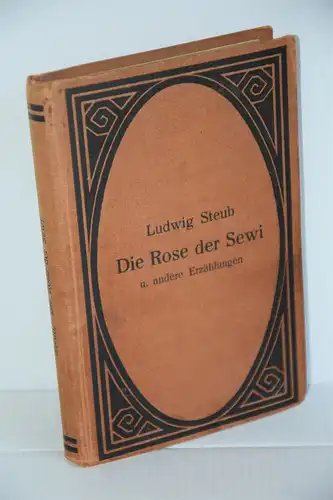 Ludwig Steub
Die Rose der Sewi
u. andere Erzählungen